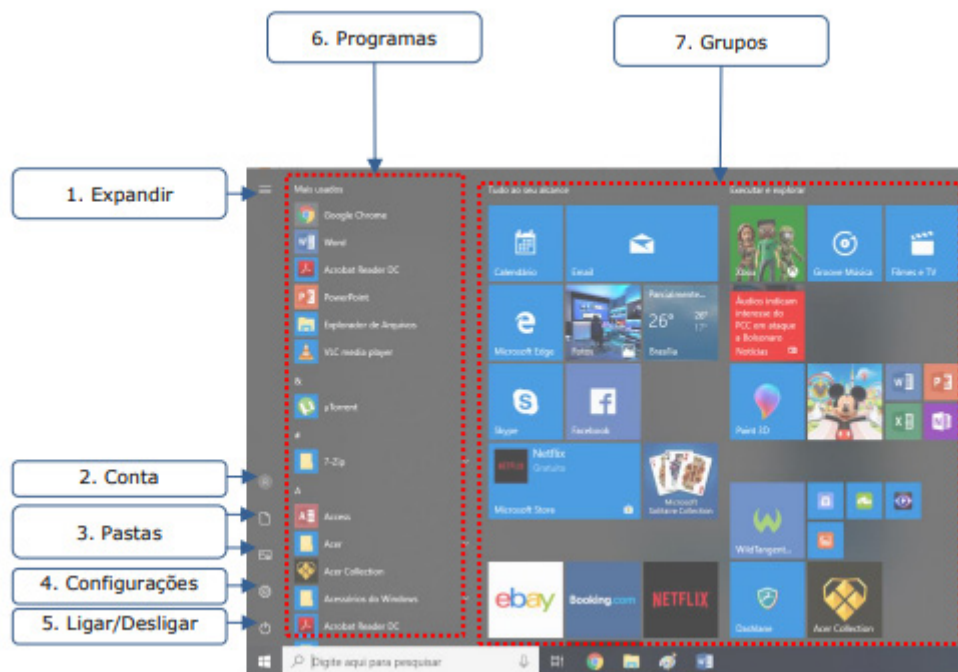 6. Programas
7. Grupos
1. Expandir
2. Conta
3. Pastas
4. Configurações
5. Ligar/Desligar
Mais usados
Google Chrome
Word
Acrobat Reader DC
PowerPoint
Explorador de Arquivos
VLC media player
&
µTorrent
#
7-Zip
A
Access
Acer
Acer Collection
Acessórios do Windows
Acrobat Reader DC
Tudo ao seu alcance
Calendário
Email
Microsoft Edge
Fotos
Parcialmente...
26°
26°
17°
Brasília
Skype
Facebook
Netflix
Gratuito
NETFLIX
Microsoft Store
Microsoft
Solitaire Collection
ebay
Booking.com
NETFLIX
Executar e explorar
Xbox
Groove Música
Filmes e TV
Áudios indicam
interesse do
PCC em ataque
a Bolsonaro
Notícias
Paint 3D
WildTangent...
Dashlane
Acer Collection
Digite aqui para pesquisar